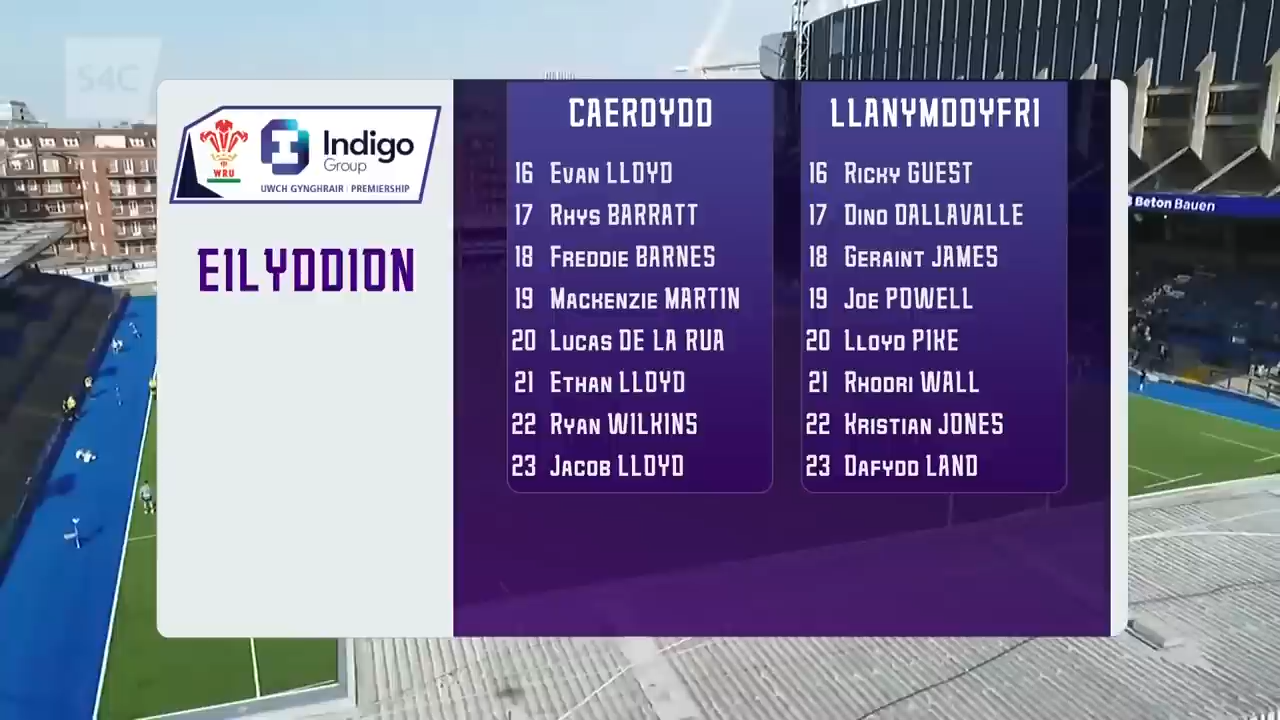 S4C
WRU
Indigo
Group
UWCH GYNGHRAIR | PREMIERSHIP
EILYDDION
CAERDYDD
16 Evan LLOYD
17 Rhys BARRATT
18 Freddie BARNES
19 Mackenzie MARTIN
20 Lucas DE LA RUA
21 Ethan LLOYD
22 Ryan WILKINS
23 Jacob LLOYD
LLANYMDDYFRI
16 Ricky GUEST
17 Dino DALLAVALLE
18 Geraint JAMES
19 Joe POWELL
20 Lloyd PIKE
21 Rhodri WALL
22 Kristian JONES
23 Dafydd LAND
Beton Bauen